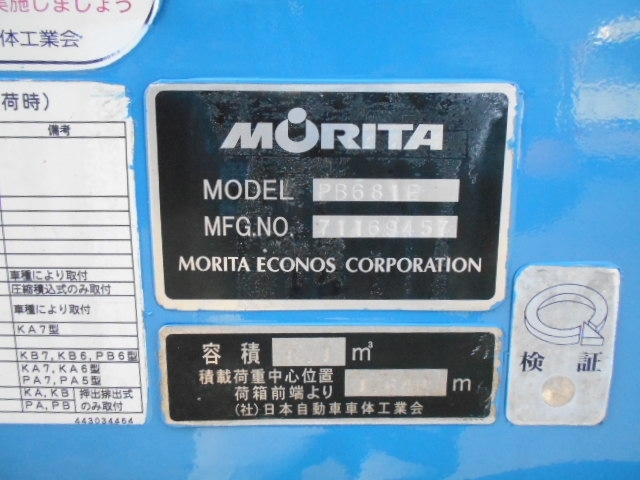 実施しましょう
体工業会
荷時)
備考
車種により取付
圧縮積込式のみ取付
車種により取付
KA7型
KB7,KB6,PB6型
KA7,KA6型
PA7,PA5型
KA,KB 押出排出式
PA,PB のみ取付
443034464
MORITA
MODEL PB681P
MFG.NO. 71169457
MORITA ECONOS CORPORATION
容積 m³
積載荷重中心位置
荷箱前端より m
(社)日本自動車車体工業会
検証